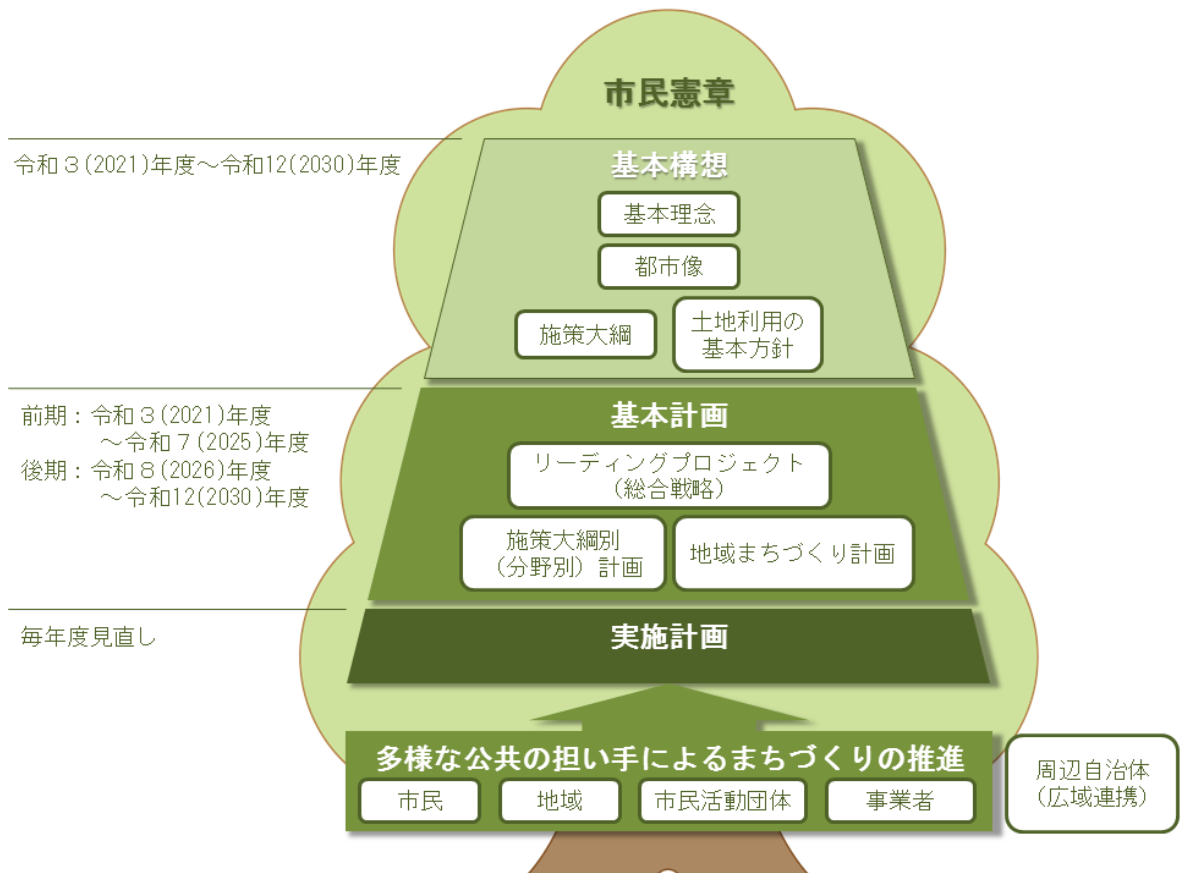 市民憲章
令和３(2021)年度～令和12(2030)年度
基本構想
基本理念
都市像
施策大綱
土地利用の
基本方針
前期：令和３(2021)年度
～令和７(2025)年度
後期：令和８(2026)年度
～令和12(2030)年度
基本計画
リーディングプロジェクト
（総合戦略）
施策大綱別
（分野別）計画
地域まちづくり計画
毎年度見直し
実施計画
多様な公共の担い手によるまちづくりの推進
市民
地域
市民活動団体
事業者
周辺自治体
（広域連携）